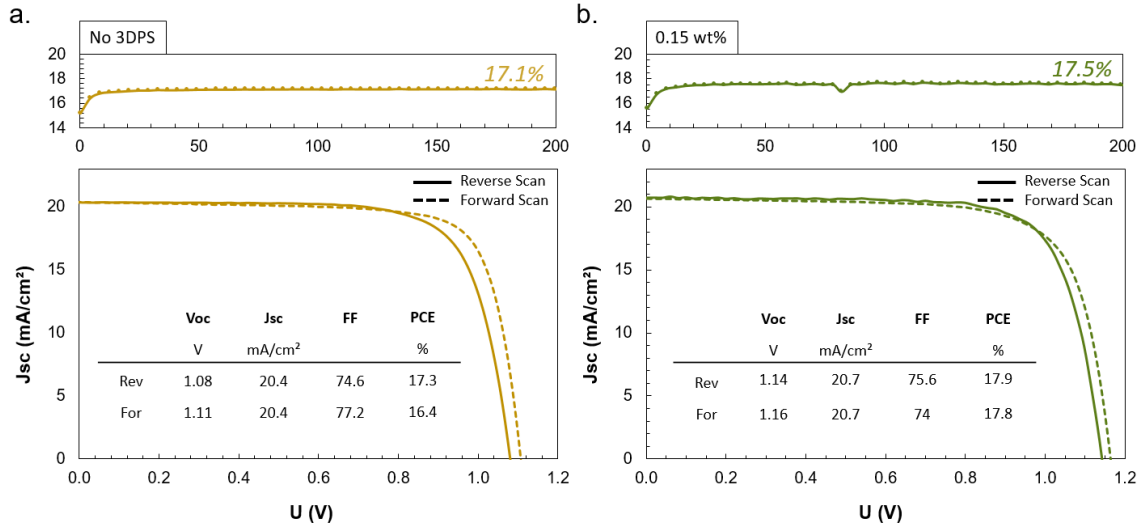 a.
No 3DPS
20
18
16
14
17.1%
0
50
100
150
200
Reverse Scan
Forward Scan
20
15
10
5
0
Jsc (mA/cm²)
Voc Jsc FF PCE
V mA/cm² %
Rev 1.08 20.4 74.6 17.3
For 1.11 20.4 77.2 16.4
0.0 0.2 0.4 0.6 0.8 1.0 1.2
U (V)
b.
0.15 wt%
20
18
16
14
17.5%
0
50
100
150
200
Reverse Scan
Forward Scan
20
15
10
5
0
Jsc (mA/cm²)
Voc Jsc FF PCE
V mA/cm² %
Rev 1.14 20.7 75.6 17.9
For 1.16 20.7 74 17.8
0.0 0.2 0.4 0.6 0.8 1.0 1.2
U (V)